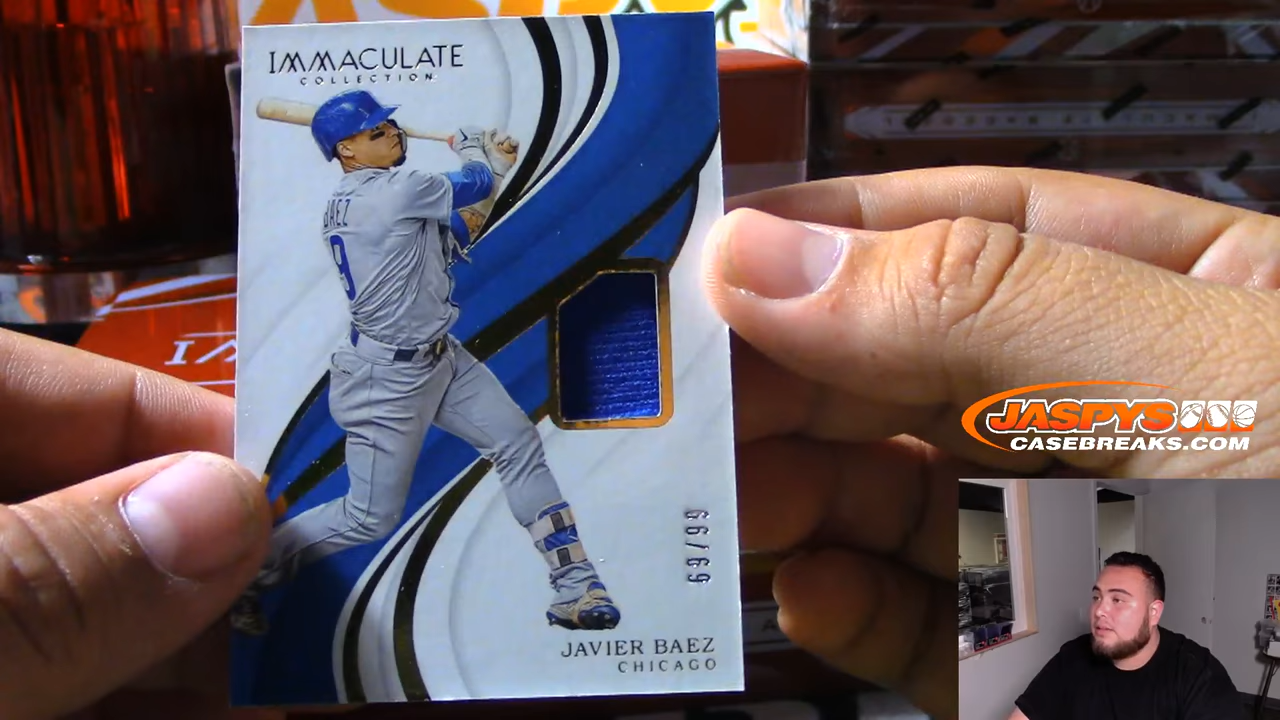 IMMACULATE
COLLECTION
BAEZ
9
69/99
JAVIER BAEZ
CHICAGO
JASPYS
CASEBREAKS.COM